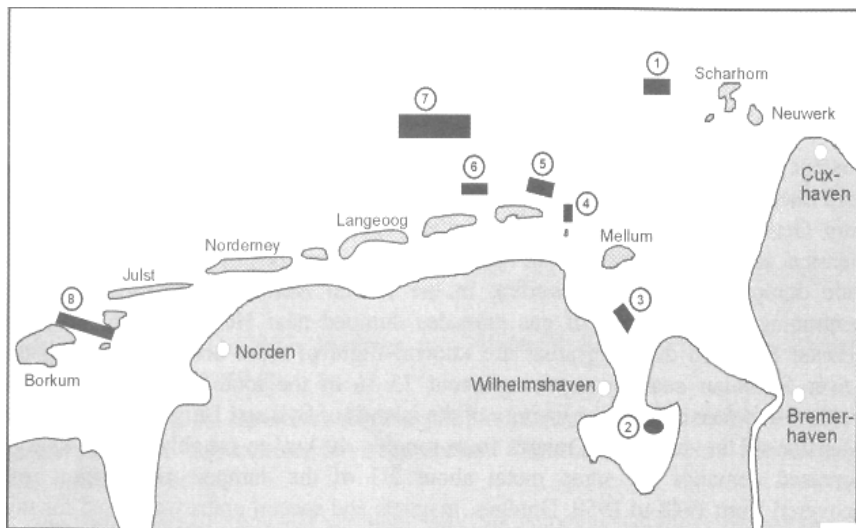 1
Scharhorn
7
Neuwerk
6
5
Cux-
haven
4
Langeoog
Norderney
Mellum
Julst
3
8
Norden
Borkum
Wilhelmshaven
Bremer-
haven
2